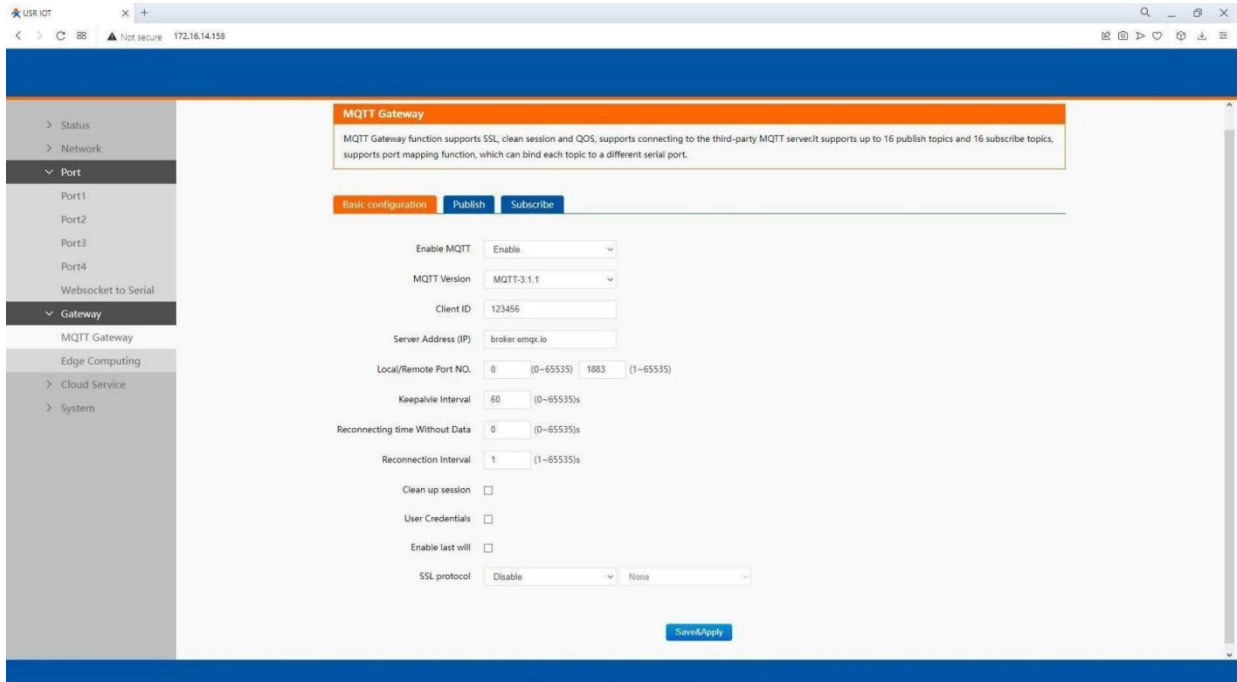 USR IOT
Not secure 172.16.14.158
Status
Network
Port
Port1
Port2
Port3
Port4
Websocket to Serial
Gateway
MQTT Gateway
Edge Computing
Cloud Service
System
MQTT Gateway
MQTT Gateway function supports SSL, clean session and QOS, supports connecting to the third-party MQTT server.It supports up to 16 publish topics and 16 subscribe topics,
supports port mapping function, which can bind each topic to a different serial port.
Basic configuration Publish Subscribe
Enable MQTT Enable
MQTT Version MQTT-3.1.1
Client ID 123456
Server Address (IP) broker.emqx.io
Local/Remote Port NO. 0 (0~65535) 1883 (1~65535)
Keepalvie Interval 60 (0~65535)s
Reconnecting time Without Data 0 (0~65535)s
Reconnection Interval 1 (1~65535)s
Clean up session
User Credentials
Enable last will
SSL protocol Disable None
Save&Apply